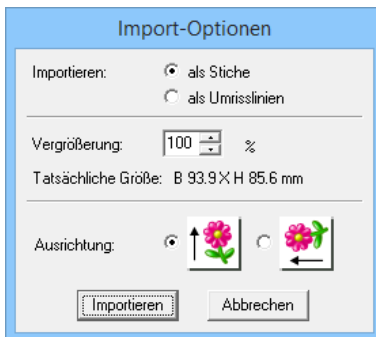 Import-Optionen
Importieren: als Stiche
als Umrisslinien
Vergrößerung: 100 %
Tatsächliche Größe: B 93.9 X H 85.6 mm
Ausrichtung:
Importieren Abbrechen